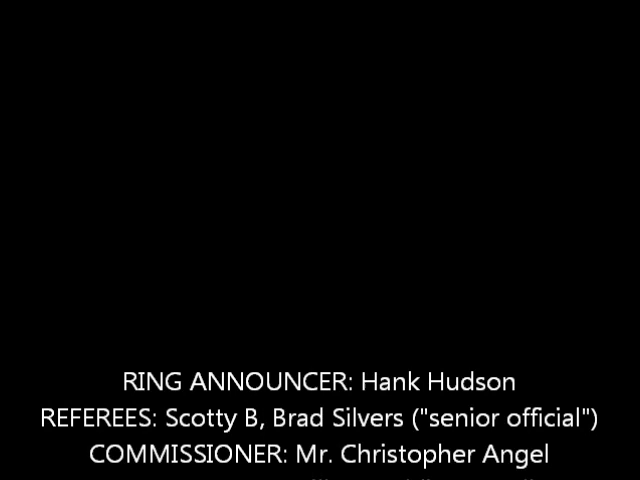 RING ANNOUNCER: Hank Hudson
REFEREES: Scotty B, Brad Silvers ("senior official")
COMMISSIONER: Mr. Christopher Angel